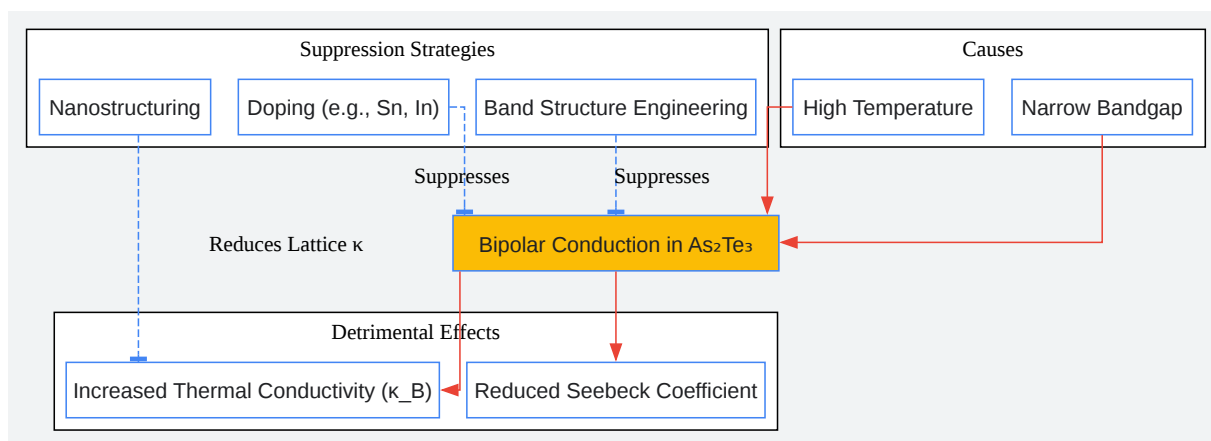 Suppression Strategies
Causes
Nanostructuring
Doping (e.g., Sn, In)
Band Structure Engineering
High Temperature
Narrow Bandgap
Suppresses
Suppresses
Reduces Lattice κ
Bipolar Conduction in As₂Te₃
Detrimental Effects
Increased Thermal Conductivity (κ_B)
Reduced Seebeck Coefficient